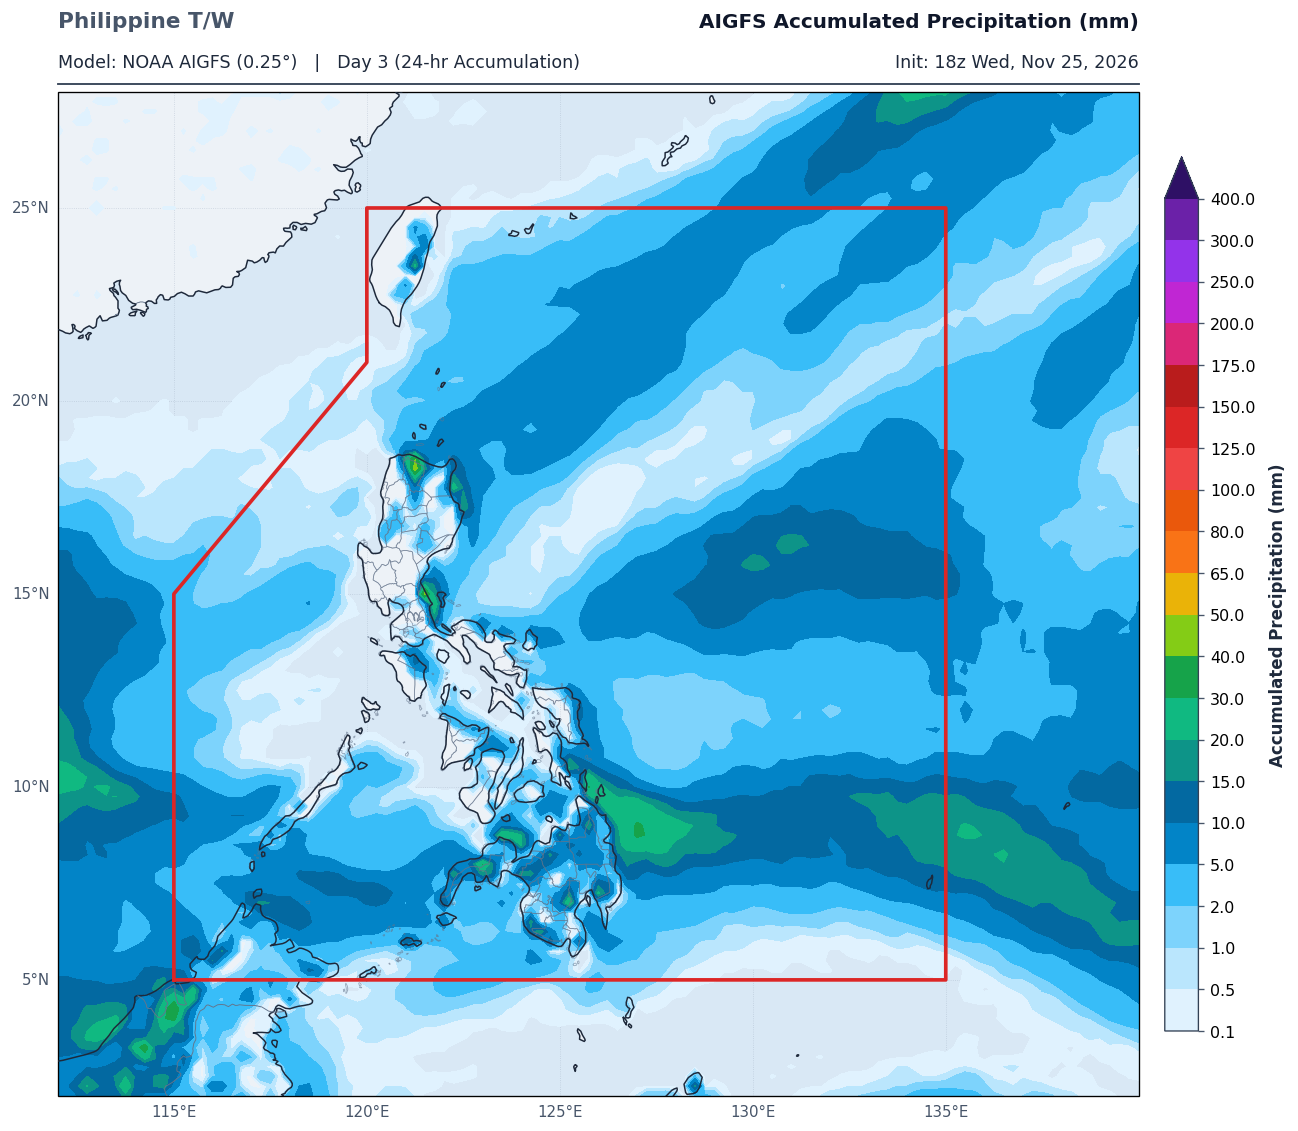 Philippine T/W
AIGFS Accumulated Precipitation (mm)
Model: NOAA AIGFS (0.25°) | Day 3 (24-hr Accumulation)
Init: 18z Wed, Nov 25, 2026
25°N
20°N
15°N
10°N
5°N
115°E
120°E
125°E
130°E
135°E
400.0
300.0
250.0
200.0
175.0
150.0
125.0
100.0
80.0
65.0
50.0
40.0
30.0
20.0
15.0
10.0
5.0
2.0
1.0
0.5
0.1
Accumulated Precipitation (mm)